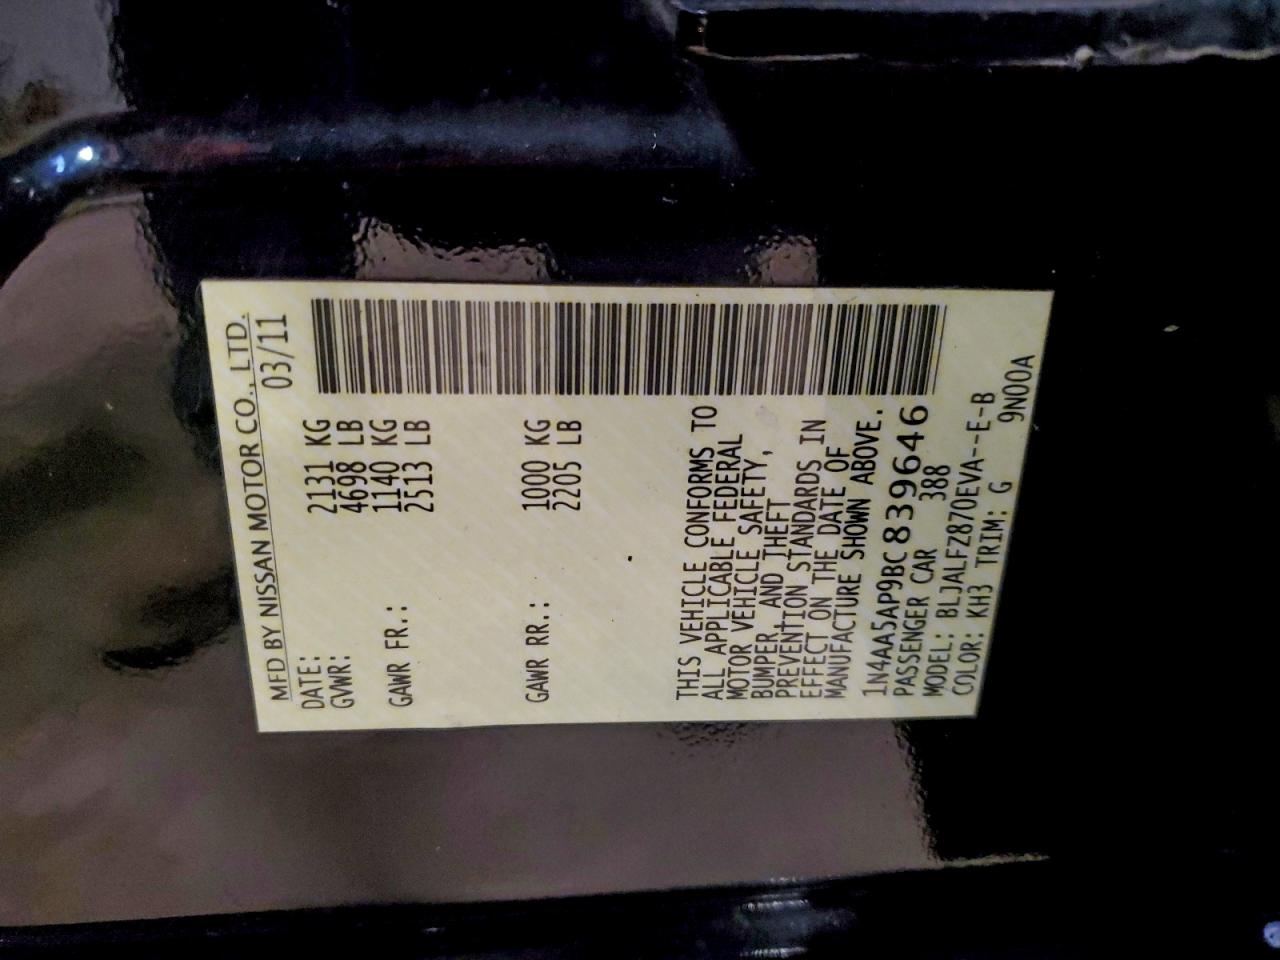 MFD BY NISSAN MOTOR CO., LTD.
DATE: 03/11
GVWR: 2131 KG
4698 LB
GAWR FR.: 1140 KG
2513 LB
GAWR RR.: 1000 KG
2205 LB
THIS VEHICLE CONFORMS TO
ALL APPLICABLE FEDERAL
MOTOR VEHICLE SAFETY,
BUMPER, AND THEFT
PREVENTION STANDARDS IN
EFFECT ON THE DATE OF
MANUFACTURE SHOWN ABOVE.
1N4AA5AP9BC839646
PASSENGER CAR 388
MODEL: BLJALFZ870EVA--E-B
COLOR: KH3 TRIM: G 9N00A